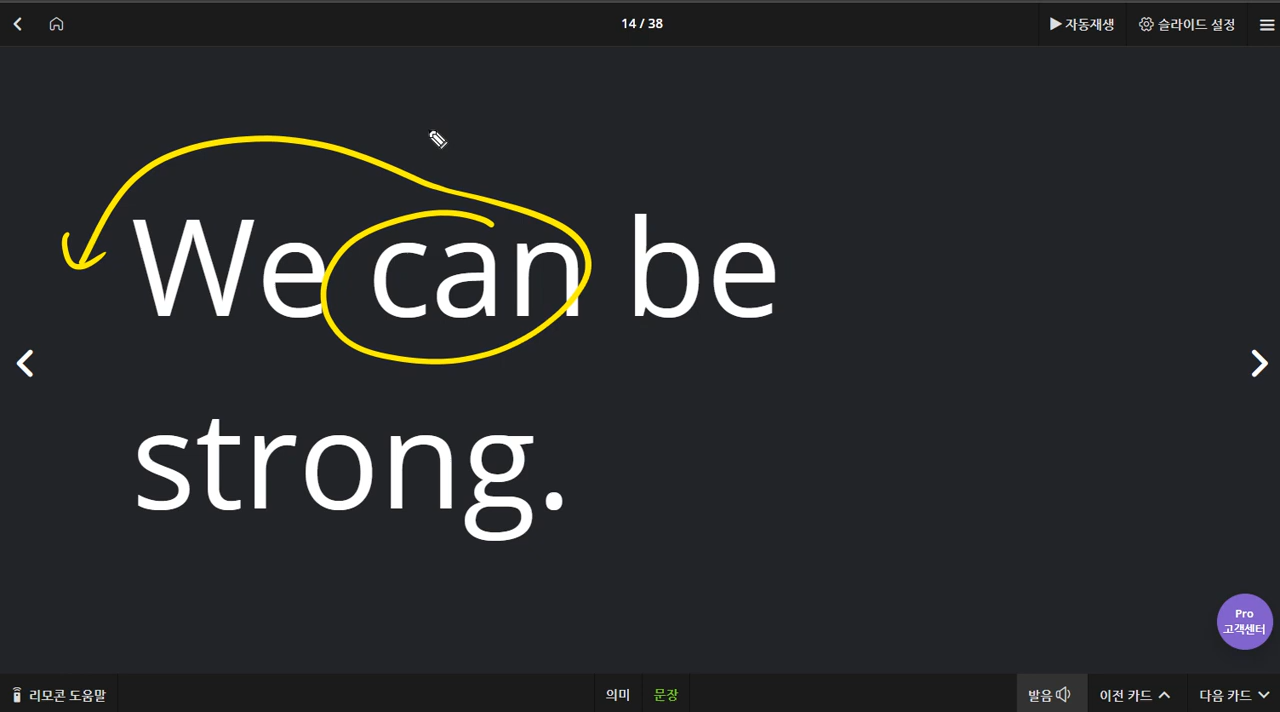 14 / 38
자동재생
슬라이드 설정
We can be
strong.
Pro
고객센터
리모콘 도움말
의미
문장
발음
이전 카드
다음 카드